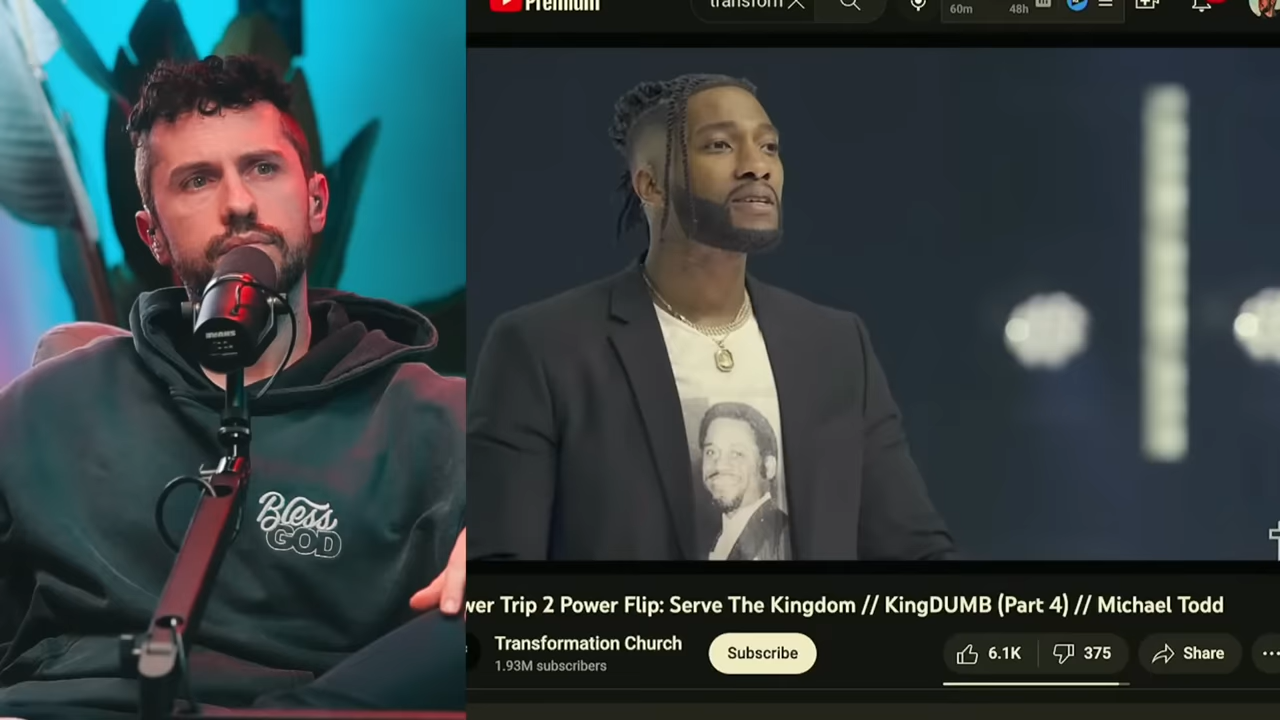 Premium
transform
60m
48h
Bless
GOD
wer Trip 2 Power Flip: Serve The Kingdom // KingDUMB (Part 4) // Michael Todd
Transformation Church
1.93M subscribers
Subscribe
6.1K
375
Share